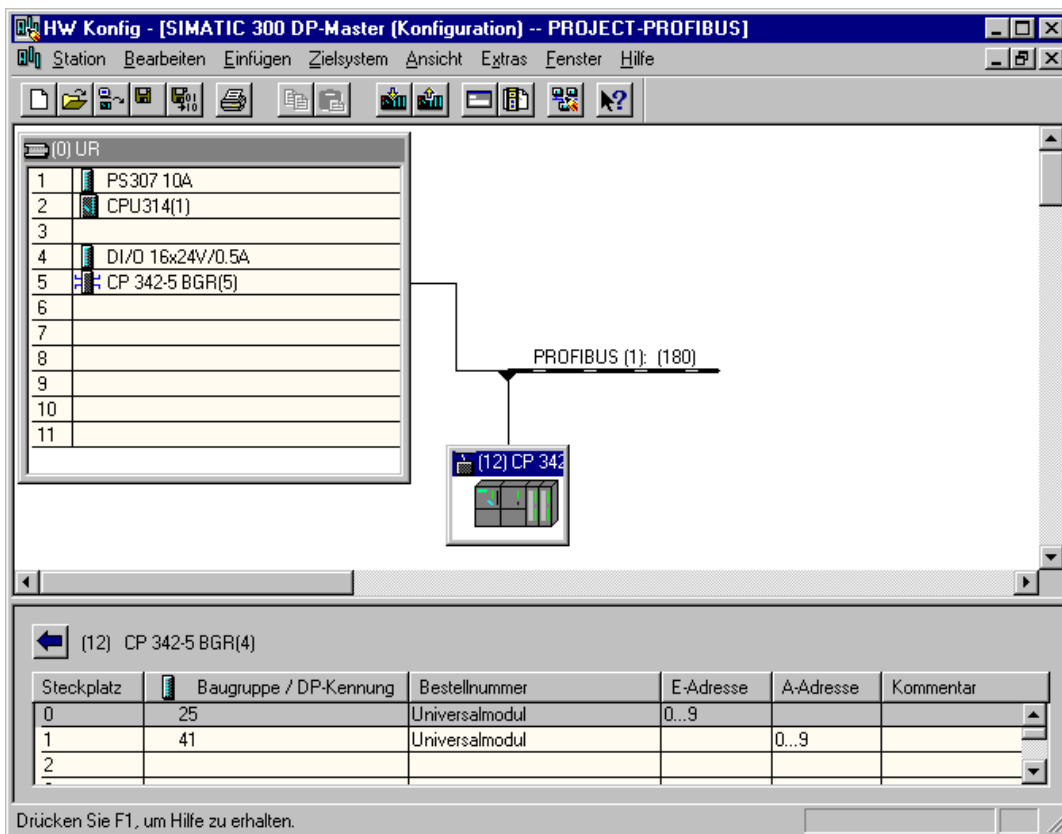 HW Konfig - [SIMATIC 300 DP-Master (Konfiguration) -- PROJECT-PROFIBUS]
Station Bearbeiten Einfügen Zielsystem Ansicht Extras Fenster Hilfe
(0) UR
1 PS307 10A
2 CPU314(1)
3
4 DI/O 16x24V/0.5A
5 CP 342-5 BGR(5)
6
7
8
9
10
11
PROFIBUS (1): (180)
(12) CP 342
(12) CP 342-5 BGR(4)
Steckplatz Baugruppe / DP-Kennung Bestellnummer E-Adresse A-Adresse Kommentar
0 25 Universalmodul 0...9
1 41 Universalmodul 0...9
2
Drücken Sie F1, um Hilfe zu erhalten.